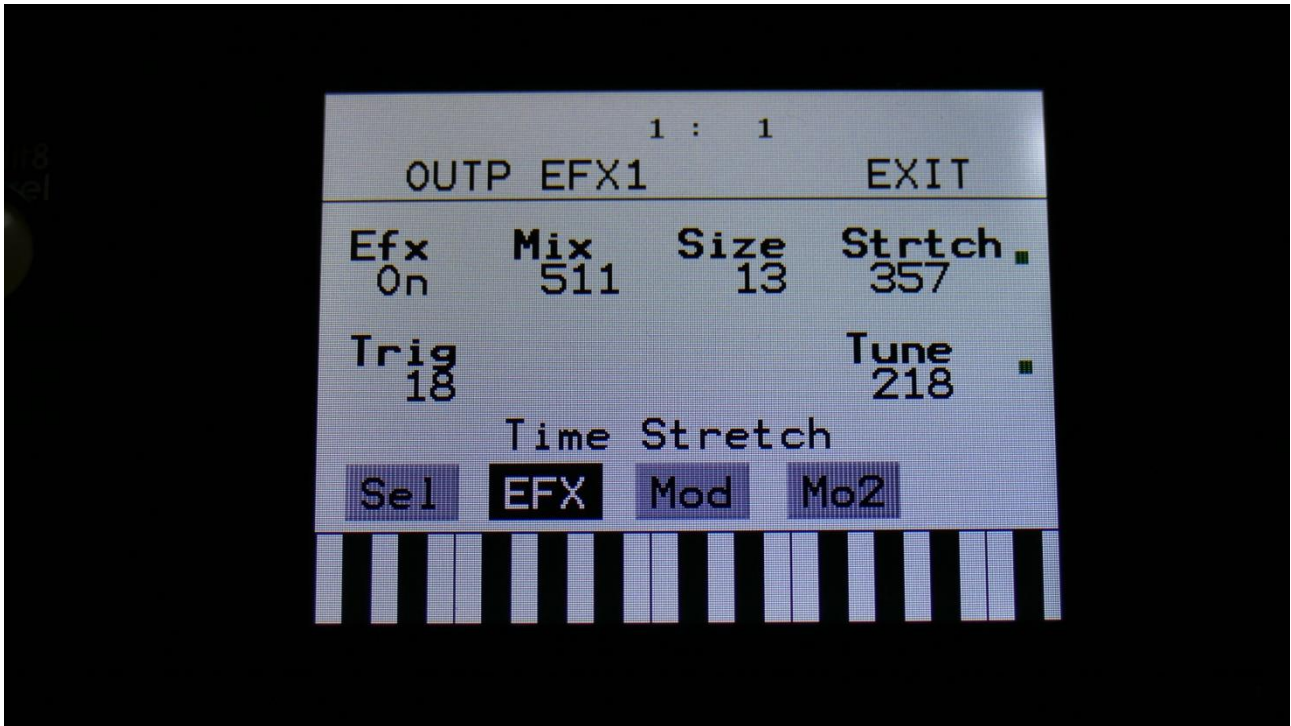 1 : 1
OUTP EFX1 EXIT
Efx Mix Size Strtch
On 511 13 357
Trig Tune
18 218
Time Stretch
Sel EFX Mod Mo2